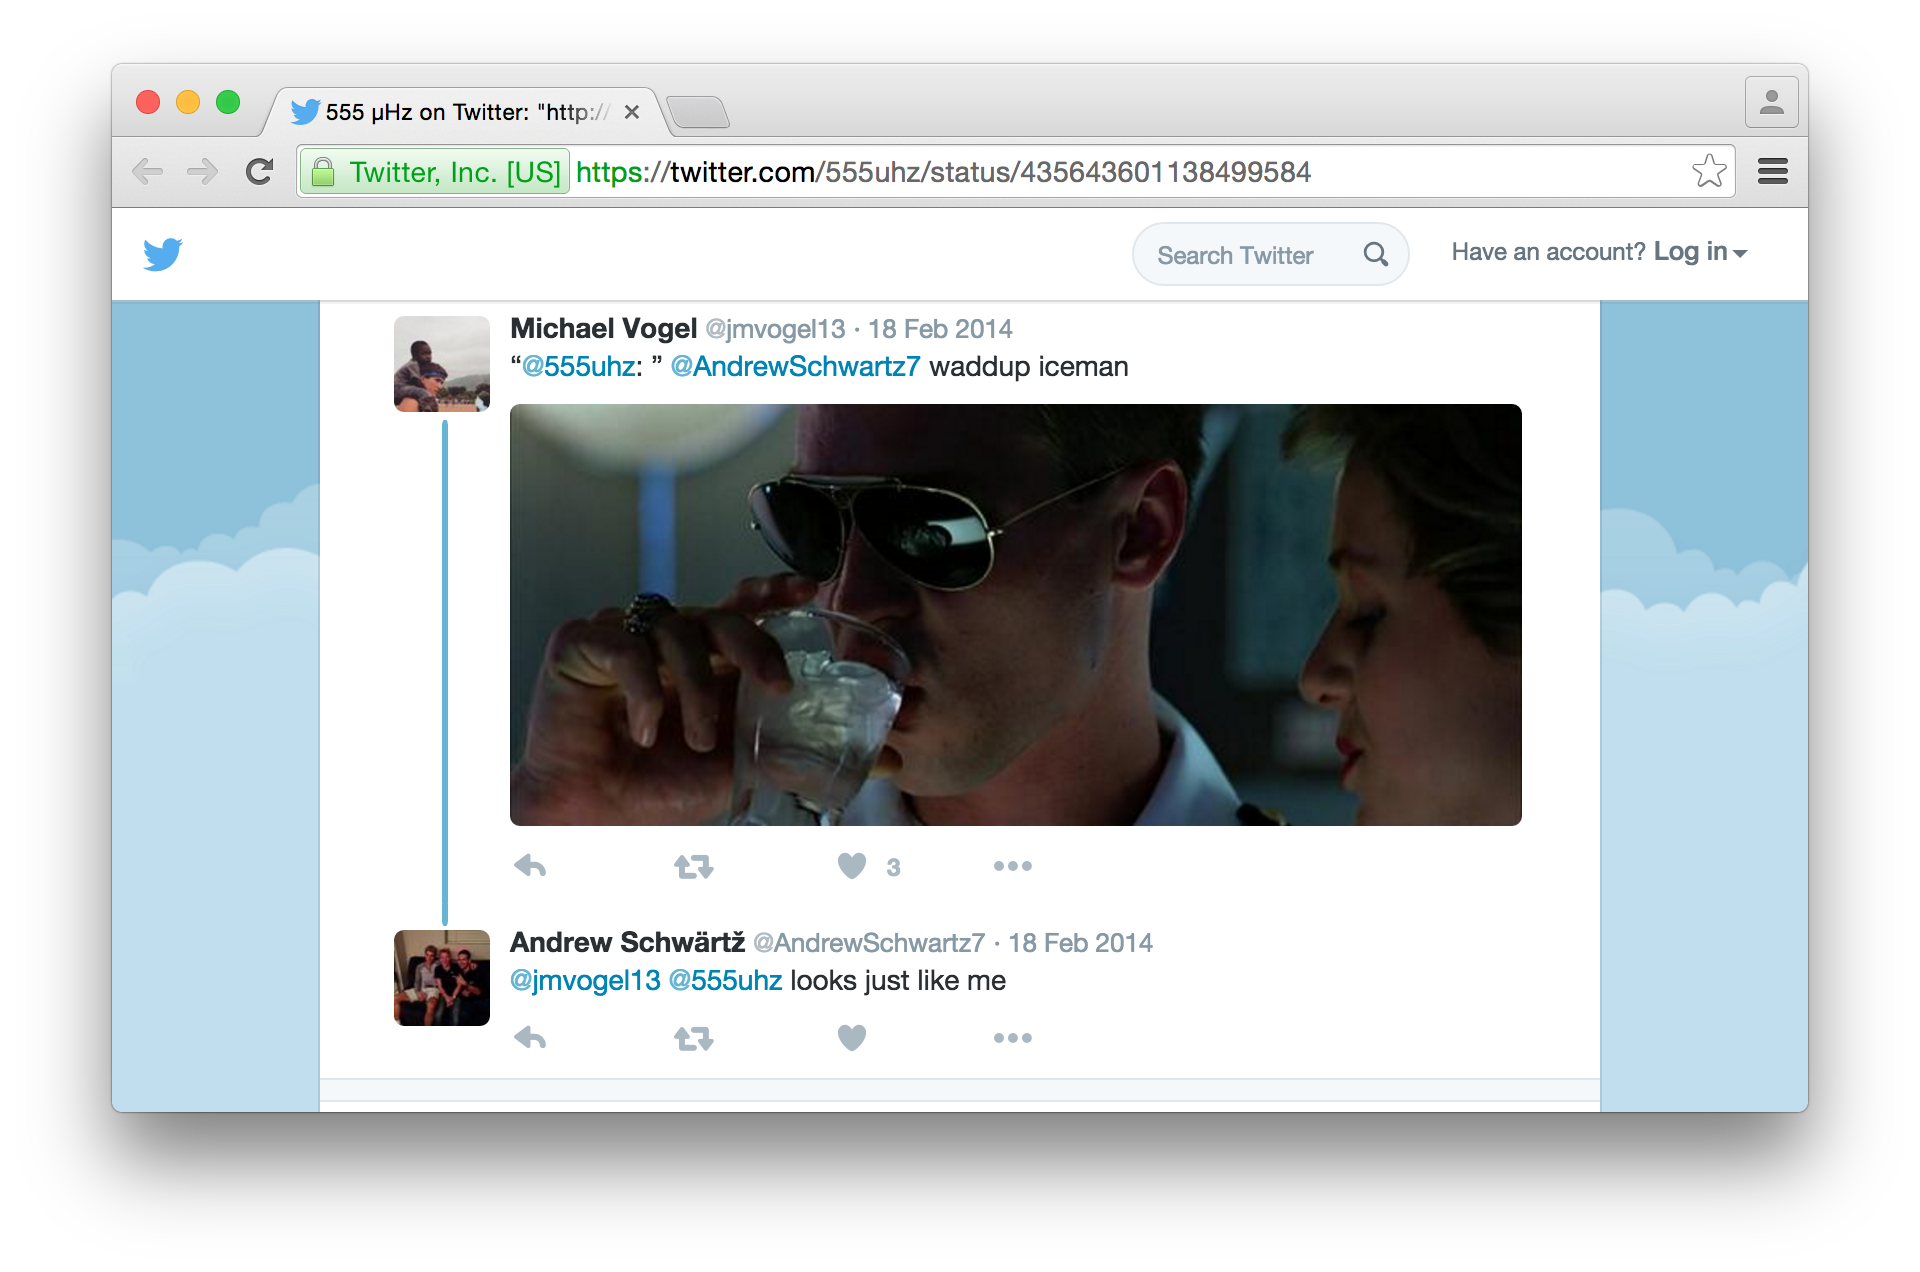 555 µHz on Twitter: "http://
Twitter, Inc. [US] https://twitter.com/555uhz/status/435643601138499584
Search Twitter Have an account? Log in
Michael Vogel @jmvogel13 · 18 Feb 2014
“@555uhz: ” @AndrewSchwartz7 waddup iceman
3
Andrew Schwärtž @AndrewSchwartz7 · 18 Feb 2014
@jmvogel13 @555uhz looks just like me